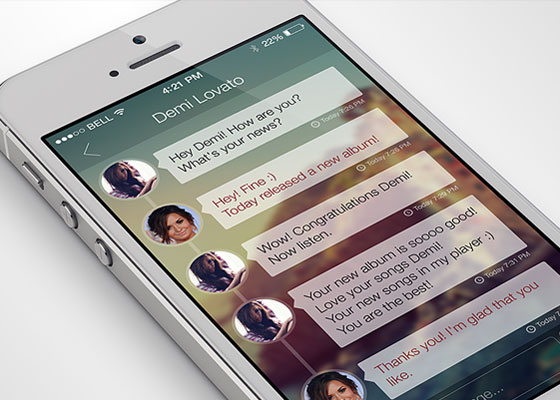 BELL
4:21 PM
22%
Demi Lovato
Hey Demi! How are you?
What's your news?
Today 7:25 PM
Hey! Fine :)
Today released a new album!
Today 7:26 PM
Wow! Congratulations Demi!
Now listen.
Today 7:29 PM
Your new album is soooo good!
Love your songs Demi!
Your new songs in my player :)
You are the best!
Today 7:31 PM
Thanks you! I'm glad that you
like.
Today 7